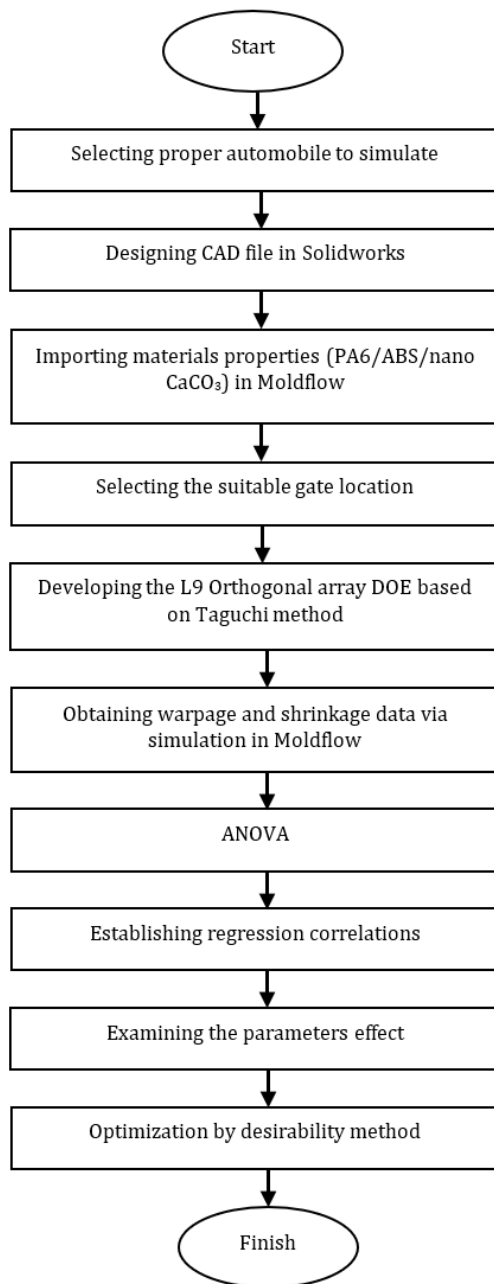 Start
Selecting proper automobile to simulate
Designing CAD file in Solidworks
Importing materials properties (PA6/ABS/nano
CaCO₃) in Moldflow
Selecting the suitable gate location
Developing the L9 Orthogonal array DOE based
on Taguchi method
Obtaining warpage and shrinkage data via
simulation in Moldflow
ANOVA
Establishing regression correlations
Examining the parameters effect
Optimization by desirability method
Finish